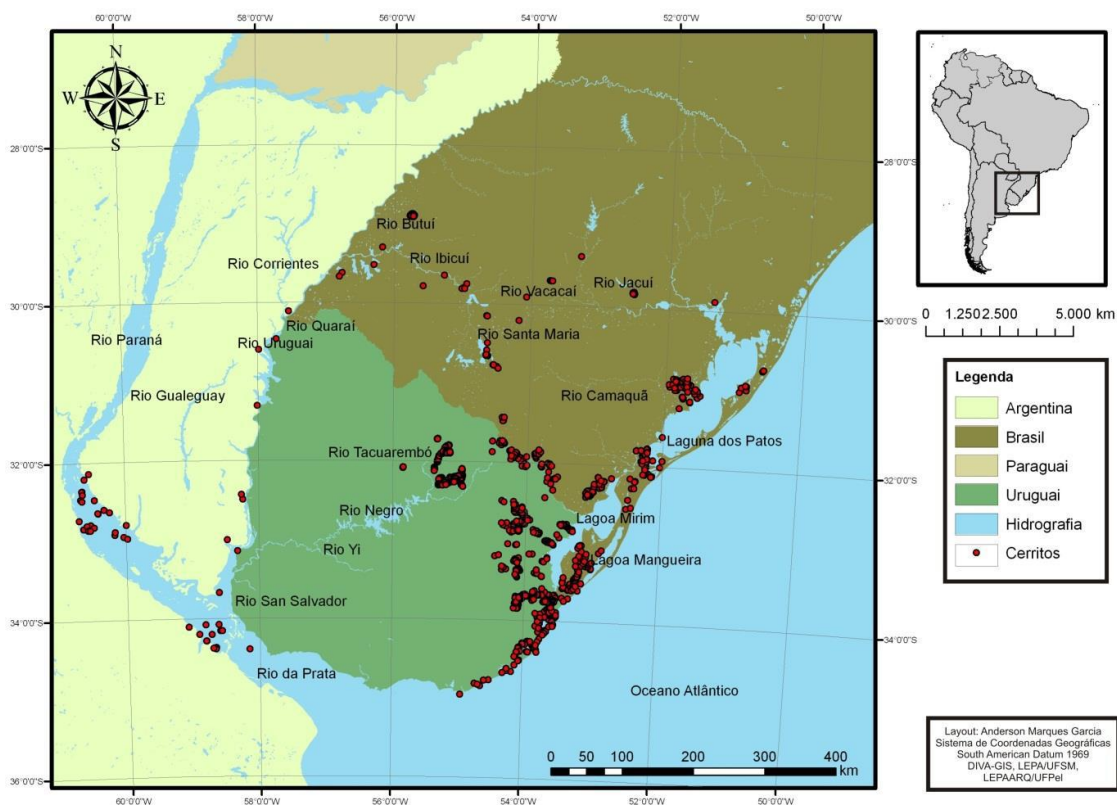 60°0'0"W 58°0'0"W 56°0'0"W 54°0'0"W 52°0'0"W 50°0'0"W
N
W E
S
28°0'0"S 28°0'0"S
Rio Butuí
Rio Ibicuí
Rio Corrientes
Rio Vacacaí Rio Jacuí
30°0'0"S 30°0'0"S
Rio Quaraí
Rio Santa Maria
Rio Paraná
Rio Uruguai
Rio Gualeguay
Rio Camaquã
Laguna dos Patos
Rio Tacuarembó
32°0'0"S 32°0'0"S
Rio Negro
Lagoa Mirim
Rio Yi
Lagoa Mangueira
Rio San Salvador
34°0'0"S 34°0'0"S
Rio da Prata
Oceano Atlântico
0 50 100 200 300 400
km
36°0'0"S 36°0'0"S
60°0'0"W 58°0'0"W 56°0'0"W 54°0'0"W 52°0'0"W 50°0'0"W
0 1.250 2.500 5.000 km
Legenda
Argentina
Brasil
Paraguai
Uruguai
Hidrografia
Cerritos
Layout: Anderson Marques Garcia
Sistema de Coordenadas Geográficas
South American Datum 1969
DIVA-GIS, LEPA/UFSM,
LEPAARQ/UFPel